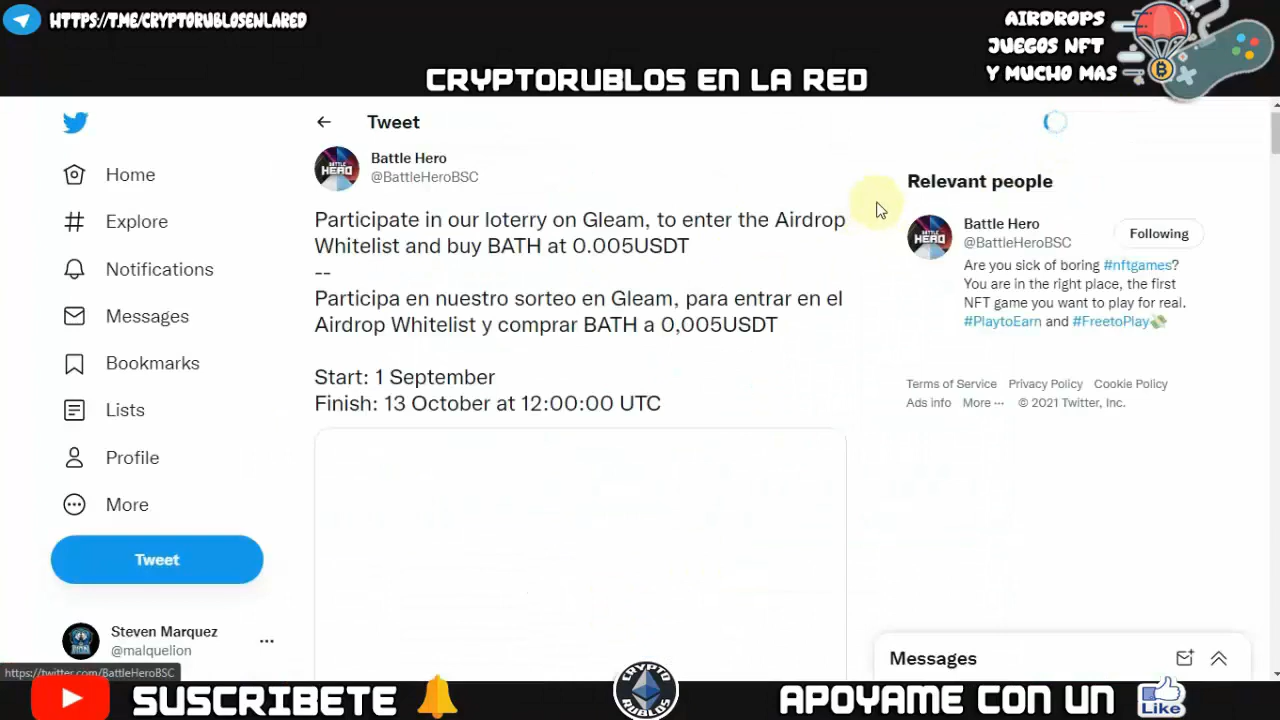 HTTPS://T.ME/CRYPTORUBLOSENLARED
AIRDROPS
JUEGOS NFT
Y MUCHO MAS
CRYPTORUBLOS EN LA RED
Home
Explore
Notifications
Messages
Bookmarks
Lists
Profile
More
Tweet
Steven Marquez
@malquelion
https://twitter.com/BattleHeroBSC
Tweet
BATTLE
HERO
Battle Hero
@BattleHeroBSC
Participate in our loterry on Gleam, to enter the Airdrop
Whitelist and buy BATH at 0.005USDT
--
Participa en nuestro sorteo en Gleam, para entrar en el
Airdrop Whitelist y comprar BATH a 0,005USDT
Start: 1 September
Finish: 13 October at 12:00:00 UTC
Relevant people
BATTLE
HERO
Battle Hero
@BattleHeroBSC
Following
Are you sick of boring #nftgames?
You are in the right place, the first
NFT game you want to play for real.
#PlaytoEarn and #FreetoPlay
Terms of Service Privacy Policy Cookie Policy
Ads info More ··· © 2021 Twitter, Inc.
Messages
SUSCRIBETE
CRYPTO
RUBLOS
APOYAME CON UN
Like